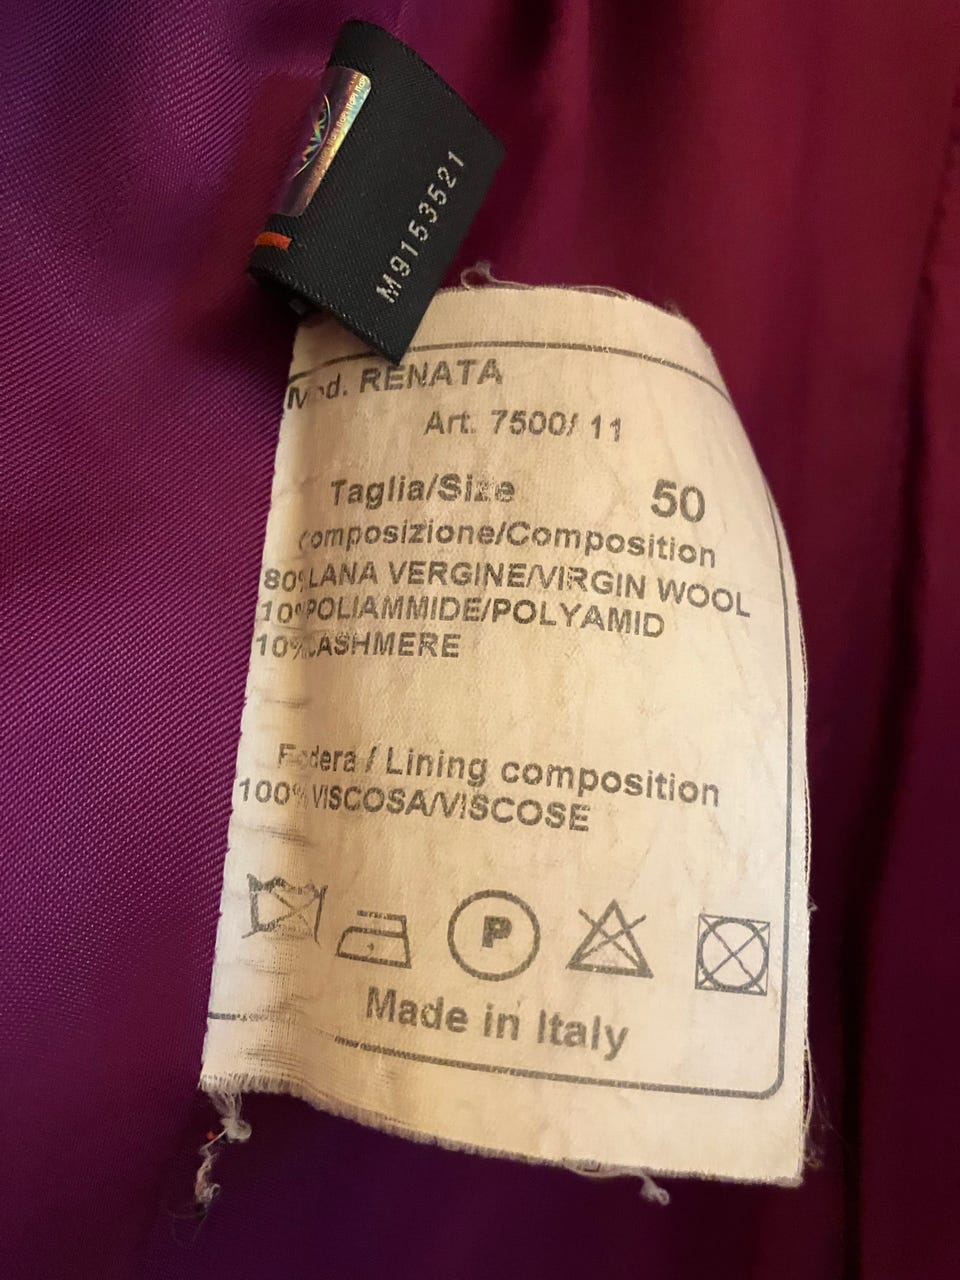 M9153521
Mod. RENATA
Art. 7500/ 11
Taglia/Size 50
Composizione/Composition
80% LANA VERGINE/VIRGIN WOOL
10% POLIAMMIDE/POLYAMID
10% CASHMERE
Fodera / Lining composition
100% VISCOSA/VISCOSE
P
Made in Italy